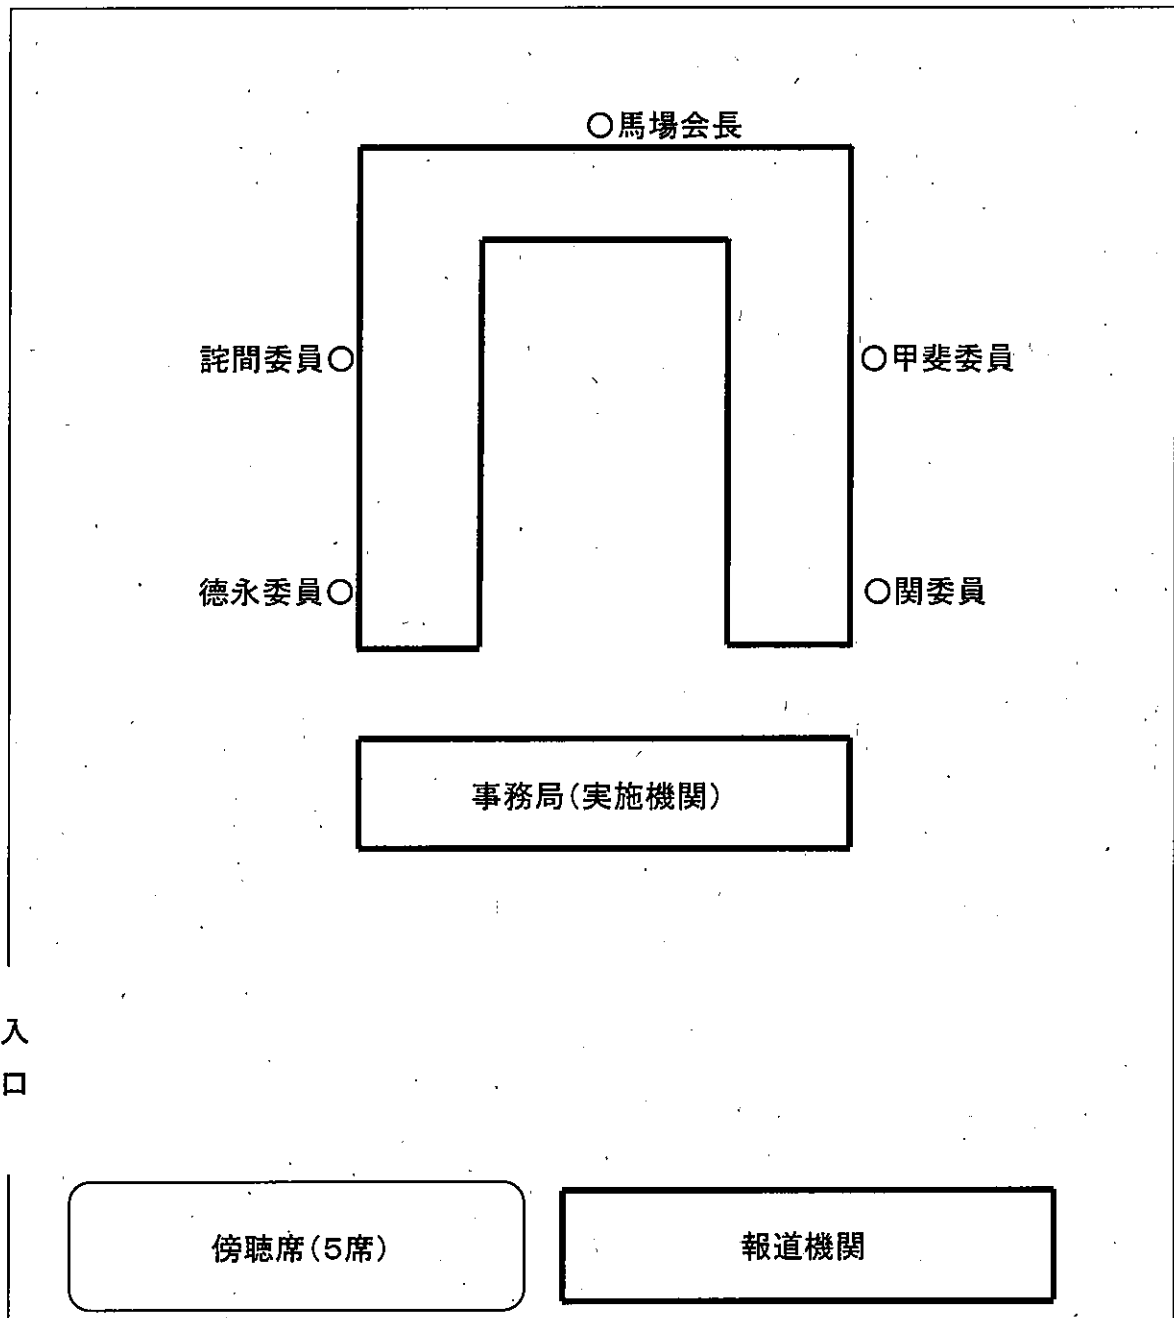 ○馬場会長
詫間委員○
○甲斐委員
德永委員○
○関委員
事務局(実施機関)
入口
傍聴席(5席)
報道機関